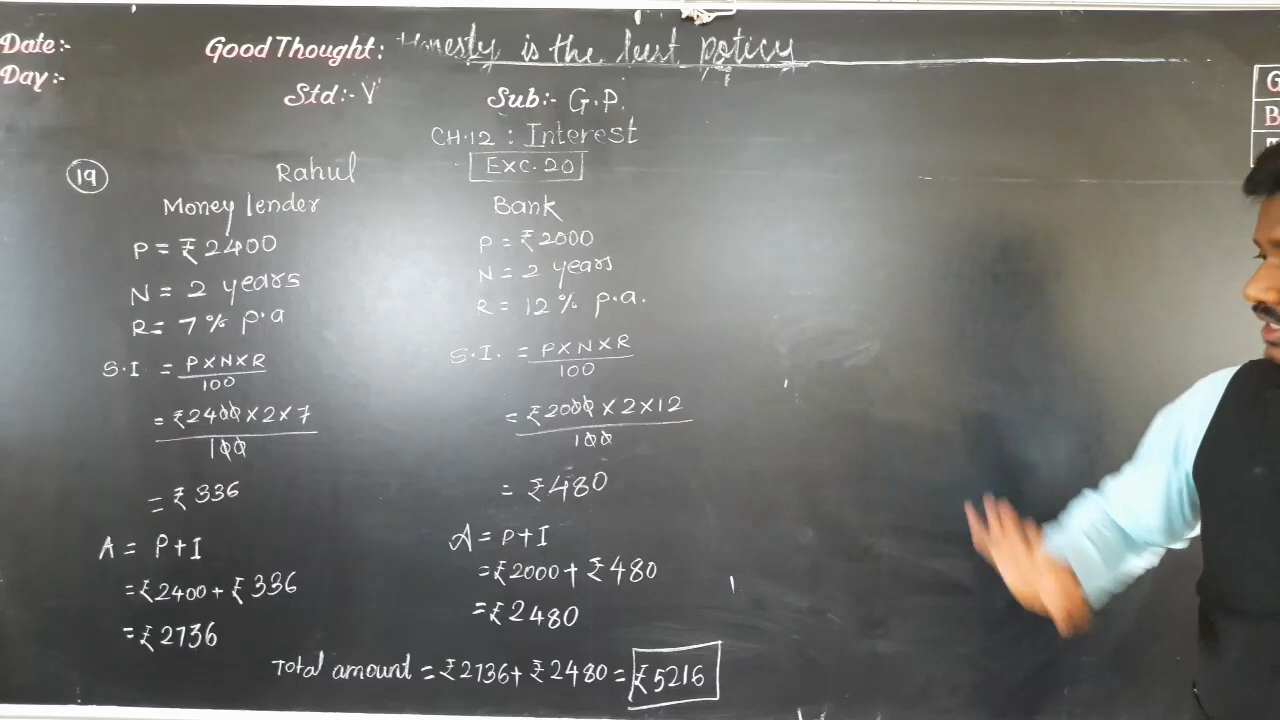 Date:-
Day:-
Good Thought: Honesty is the best policy
Std:- V
Sub:- G.P.
CH.12 : Interest
Exc. 20
19
Rahul
Money lender
P = ₹ 2400
N = 2 years
R = 7 % p.a
S.I = P×N×R
100
= ₹2400 × 2 × 7
100
= ₹ 336
A = P+I
= ₹2400 + ₹ 336
= ₹ 2736
Bank
P = ₹2000
N = 2 years
R = 12 % p.a.
S.I. = P×N×R
100
= ₹2000 × 2 × 12
100
= ₹480
A = P+I
= ₹2000 + ₹480
= ₹2480
Total amount = ₹2736 + ₹2480 = ₹5216
G
B